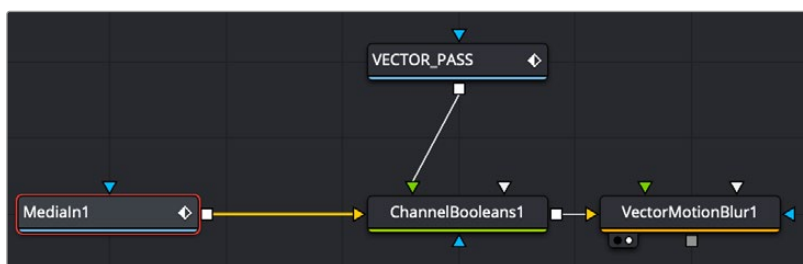 VECTOR_PASS
MediaIn1
ChannelBooleans1
VectorMotionBlur1